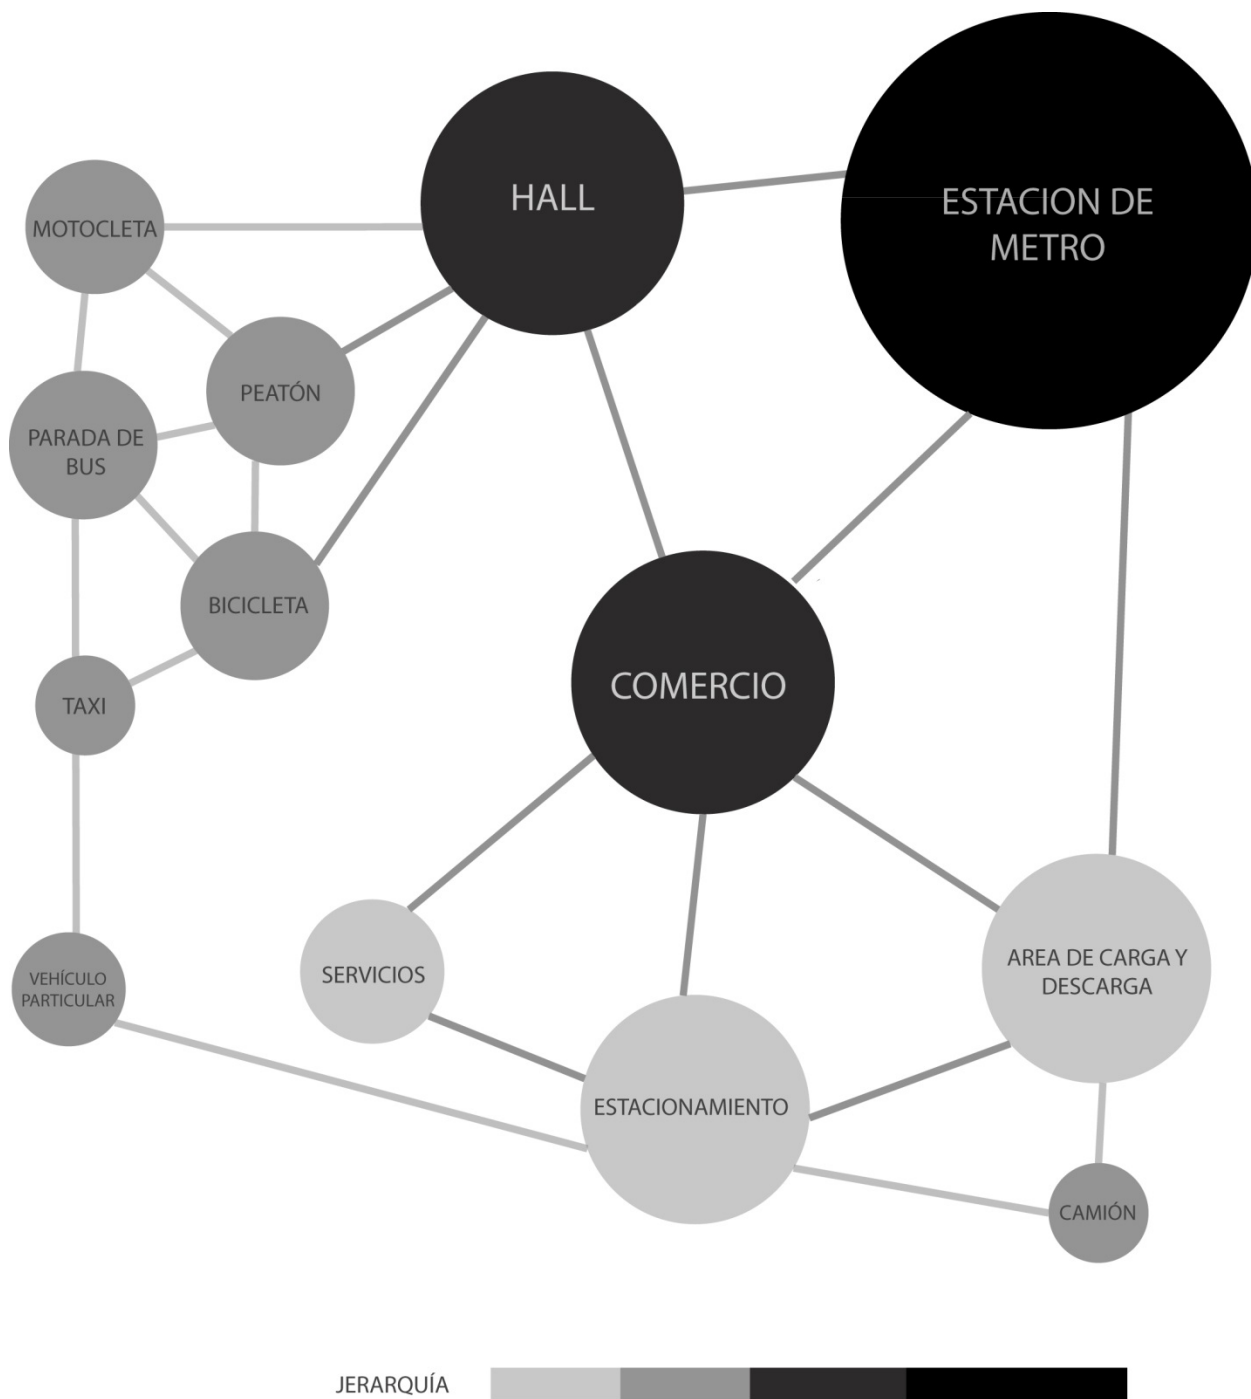 HALL
ESTACION DE
METRO
MOTOCLETA
PEATÓN
PARADA DE
BUS
BICICLETA
TAXI
COMERCIO
VEHÍCULO
PARTICULAR
SERVICIOS
AREA DE CARGA Y
DESCARGA
ESTACIONAMIENTO
CAMIÓN
JERARQUÍA